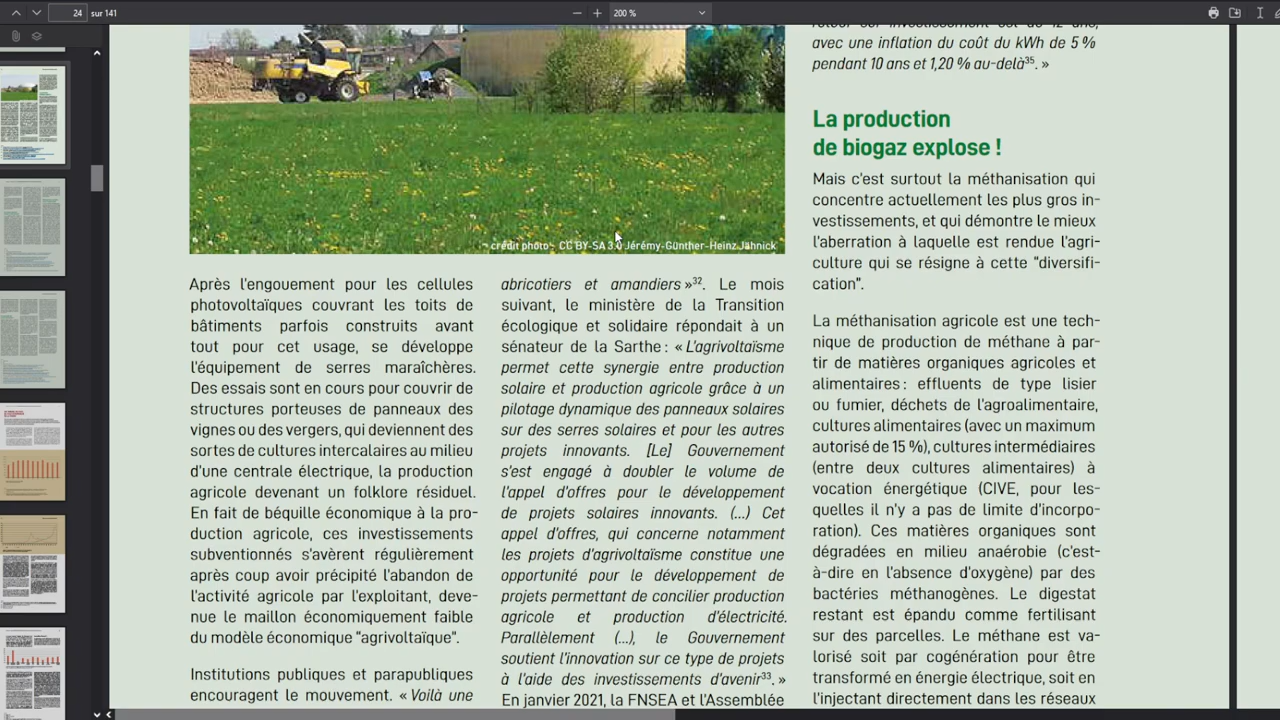 24 sur 141
200 %
crédit photo - CC BY-SA 3.0 Jérémy-Günther-Heinz Jähnick
Après l'engouement pour les cellules
photovoltaïques couvrant les toits de
bâtiments parfois construits avant
tout pour cet usage, se développe
l'équipement de serres maraîchères.
Des essais sont en cours pour couvrir de
structures porteuses de panneaux des
vignes ou des vergers, qui deviennent des
sortes de cultures intercalaires au milieu
d'une centrale électrique, la production
agricole devenant un folklore résiduel.
En fait de béquille économique à la pro-
duction agricole, ces investissements
subventionnés s'avèrent régulièrement
après coup avoir précipité l'abandon de
l'activité agricole par l'exploitant, deve-
nue le maillon économiquement faible
du modèle économique "agrivoltaïque".
Institutions publiques et parapubliques
encouragent le mouvement. « Voilà une
abricotiers et amandiers »32. Le mois
suivant, le ministère de la Transition
écologique et solidaire répondait à un
sénateur de la Sarthe : « L'agrivoltaïsme
permet cette synergie entre production
solaire et production agricole grâce à un
pilotage dynamique des panneaux solaires
sur des serres solaires et pour les autres
projets innovants. [Le] Gouvernement
s'est engagé à doubler le volume de
l'appel d'offres pour le développement
de projets solaires innovants. (...) Cet
appel d'offres, qui concerne notamment
les projets d'agrivoltaïsme constitue une
opportunité pour le développement de
projets permettant de concilier production
agricole et production d'électricité.
Parallèlement (...), le Gouvernement
soutient l'innovation sur ce type de projets
à l'aide des investissements d'avenir33. »
En janvier 2021, la FNSEA et l'Assemblée
avec une inflation du coût du kWh de 5 %
pendant 10 ans et 1,20 % au-delà35. »
La production
de biogaz explose !
Mais c'est surtout la méthanisation qui
concentre actuellement les plus gros in-
vestissements, et qui démontre le mieux
l'aberration à laquelle est rendue l'agri-
culture qui se résigne à cette "diversifi-
cation".
La méthanisation agricole est une tech-
nique de production de méthane à par-
tir de matières organiques agricoles et
alimentaires : effluents de type lisier
ou fumier, déchets de l'agroalimentaire,
cultures alimentaires (avec un maximum
autorisé de 15 %), cultures intermédiaires
(entre deux cultures alimentaires) à
vocation énergétique (CIVE, pour les-
quelles il n'y a pas de limite d'incorpo-
ration). Ces matières organiques sont
dégradées en milieu anaérobie (c'est-
à-dire en l'absence d'oxygène) par des
bactéries méthanogènes. Le digestat
restant est épandu comme fertilisant
sur des parcelles. Le méthane est va-
lorisé soit par cogénération pour être
transformé en énergie électrique, soit en
l'injectant directement dans les réseaux